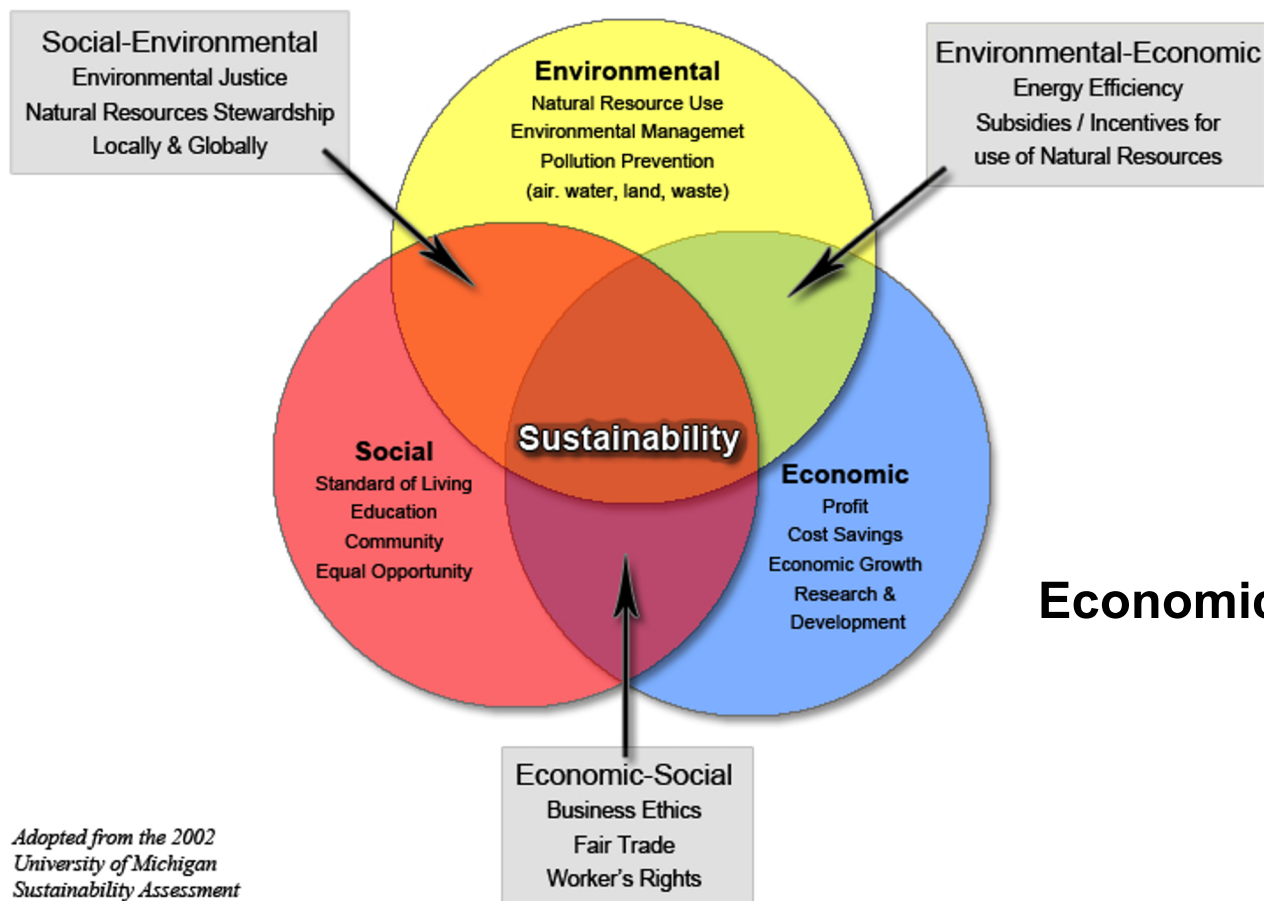 Social-Environmental
Environmental Justice
Natural Resources Stewardship
Locally & Globally
Environmental
Natural Resource Use
Environmental Managemet
Pollution Prevention
(air. water, land, waste)
Environmental-Economic
Energy Efficiency
Subsidies / Incentives for
use of Natural Resources
Sustainability
Social
Standard of Living
Education
Community
Equal Opportunity
Economic
Profit
Cost Savings
Economic Growth
Research &
Development
Economic
Economic-Social
Business Ethics
Fair Trade
Worker's Rights
Adopted from the 2002
University of Michigan
Sustainability Assessment